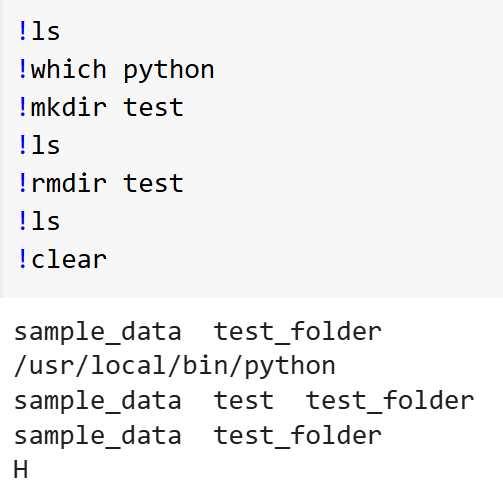 !ls
!which python
!mkdir test
!ls
!rmdir test
!ls
!clear
sample_data  test_folder
/usr/local/bin/python
sample_data  test  test_folder
sample_data  test_folder
H